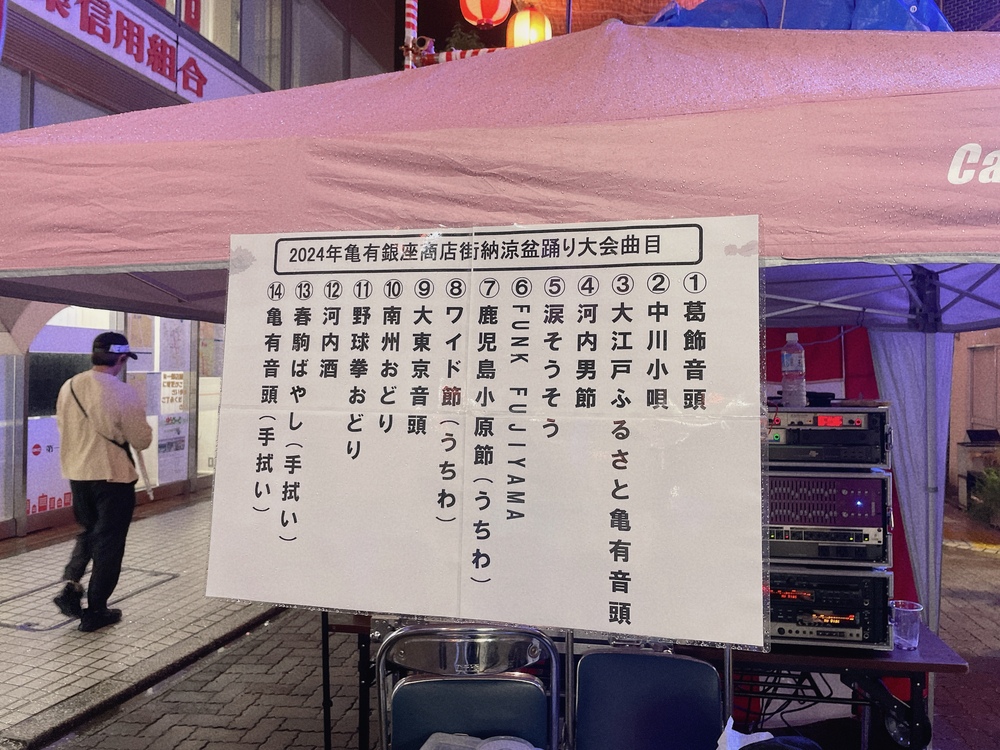 信用組合
Ca
2024年亀有銀座商店街納涼盆踊り大会曲目
①葛飾音頭
②中川小唄
③大江戸ふるさと亀有音頭
④河内男節
⑤涙そうそう
⑥FUNK FUJIYAMA
⑦鹿児島小原節(うちわ)
⑧ワイド節(うちわ)
⑨大東京音頭
⑩南州おどり
⑪野球拳おどり
⑫河内酒
⑬春駒ばやし(手拭い)
⑭亀有音頭(手拭い)